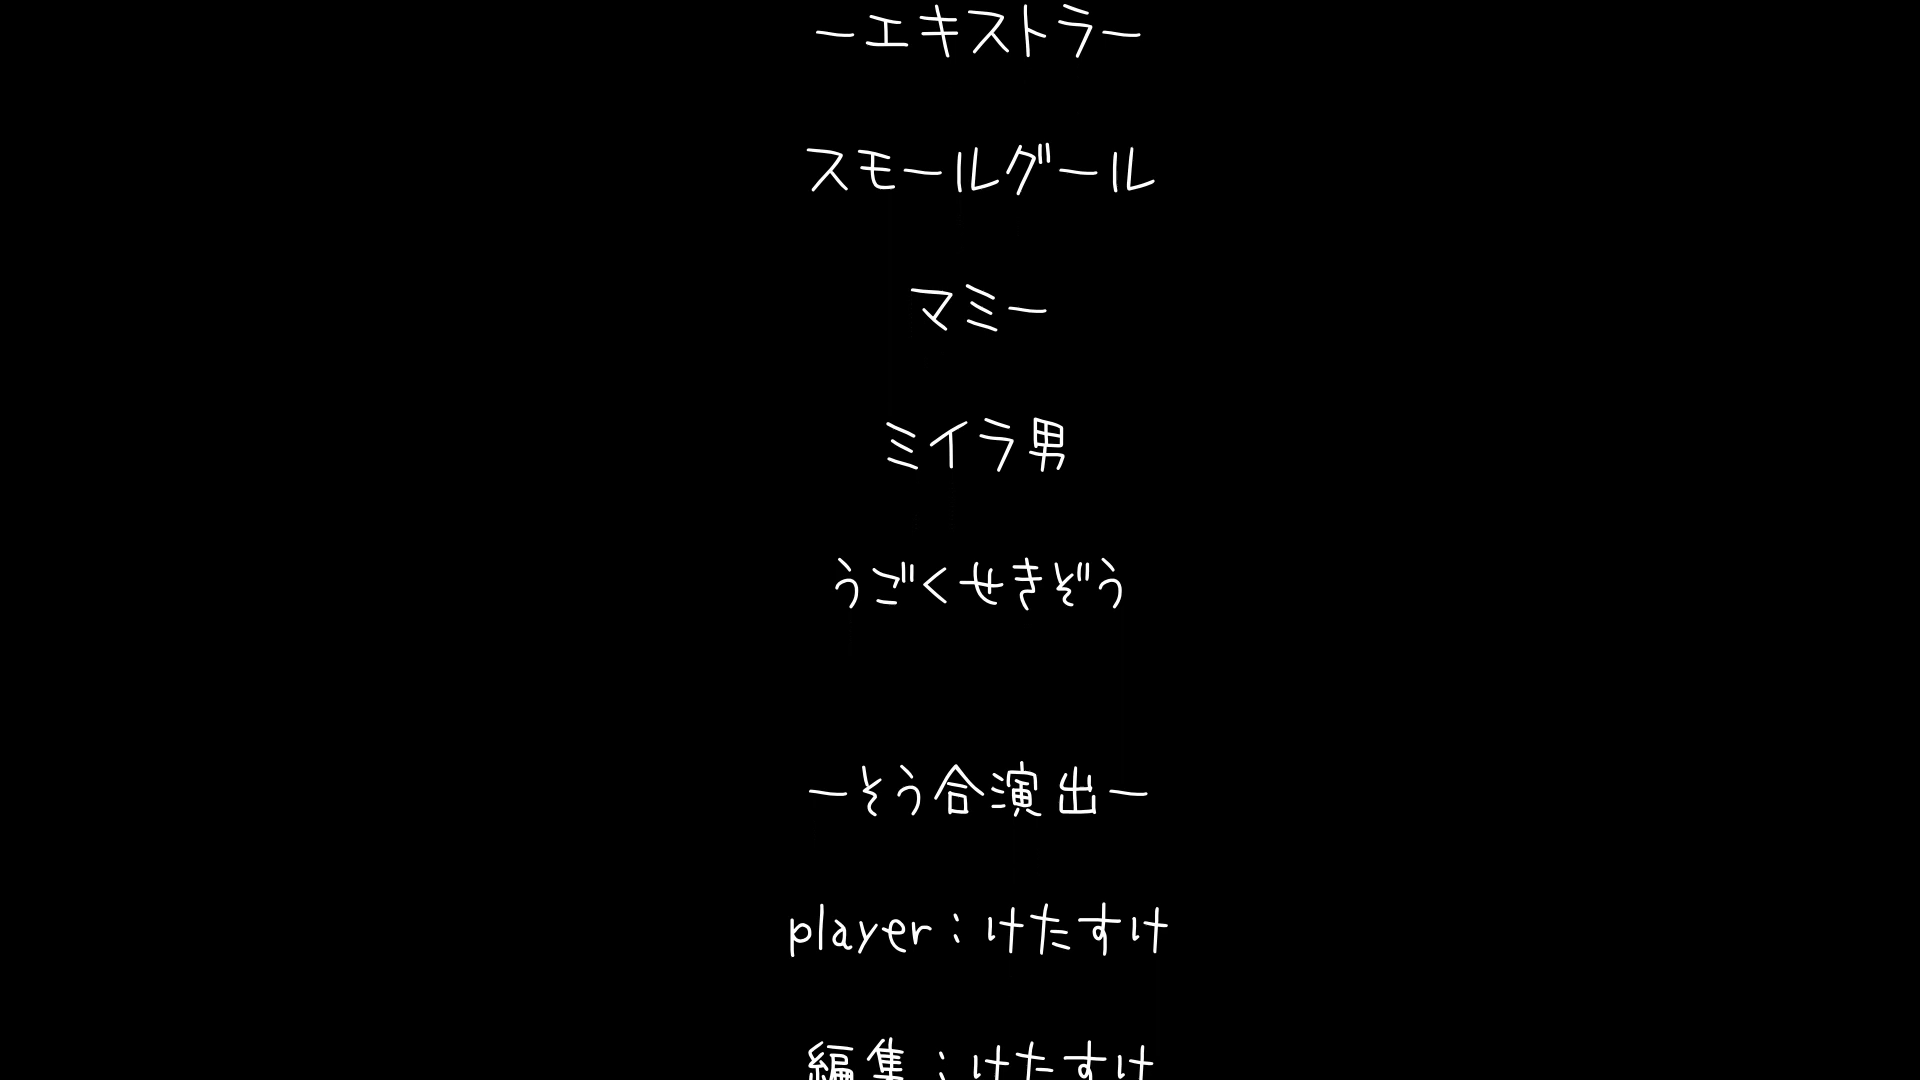 ーエキストラー
スモールグール
マミー
ミイラ男
うごくせきぞう
ーそう合演出ー
player：けたすけ
編集：けたすけ